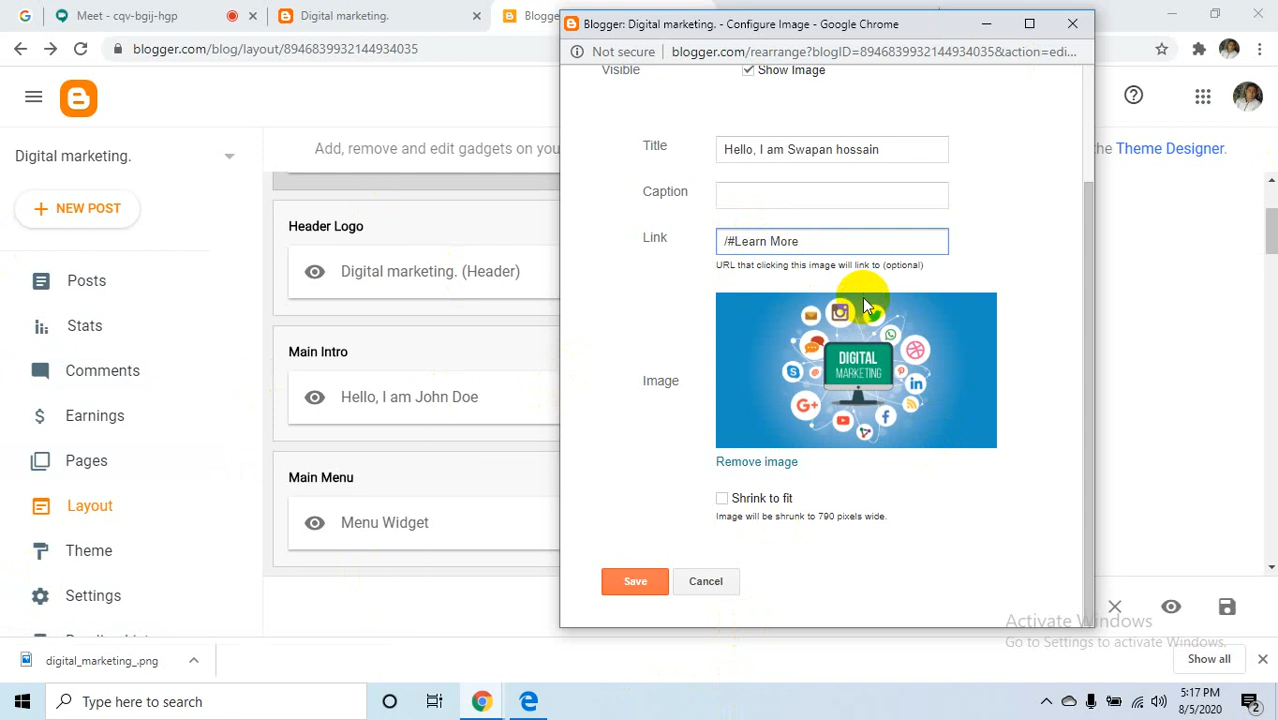 Meet - cqv-bgij-hgp
Digital marketing.
Blogger: Digital marketing. - Configure Image - Google Chrome
blogger.com/blog/layout/8946839932144934035
Not secure
blogger.com/rearrange?blogID=8946839932144934035&action=edi...
Visible
Show Image
Digital marketing.
Add, remove and edit gadgets on you
the Theme Designer.
NEW POST
Posts
Stats
Comments
Earnings
Pages
Layout
Theme
Settings
Header Logo
Digital marketing. (Header)
Main Intro
Hello, I am John Doe
Main Menu
Menu Widget
Title
Hello, I am Swapan hossain
Caption
Link
/#Learn More
URL that clicking this image will link to (optional)
Image
DIGITAL
MARKETING
G+
in
f
Remove image
Shrink to fit
Image will be shrunk to 790 pixels wide.
Save
Cancel
Activate Windows
Go to Settings to activate Windows.
digital_marketing_.png
Show all
Type here to search
5:17 PM
8/5/2020
2